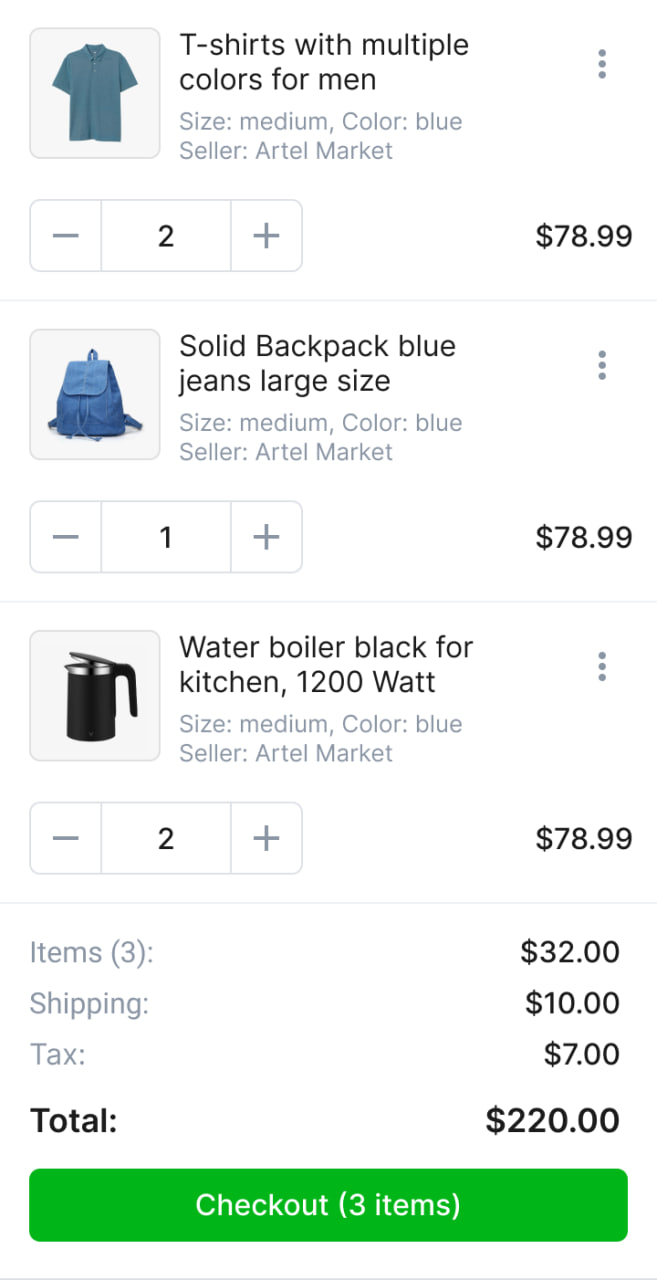 T-shirts with multiple
colors for men
Size: medium, Color: blue
Seller: Artel Market
2
$78.99
Solid Backpack blue
jeans large size
Size: medium, Color: blue
Seller: Artel Market
1
$78.99
Water boiler black for
kitchen, 1200 Watt
Size: medium, Color: blue
Seller: Artel Market
2
$78.99
Items (3): $32.00
Shipping: $10.00
Tax: $7.00
Total: $220.00
Checkout (3 items)